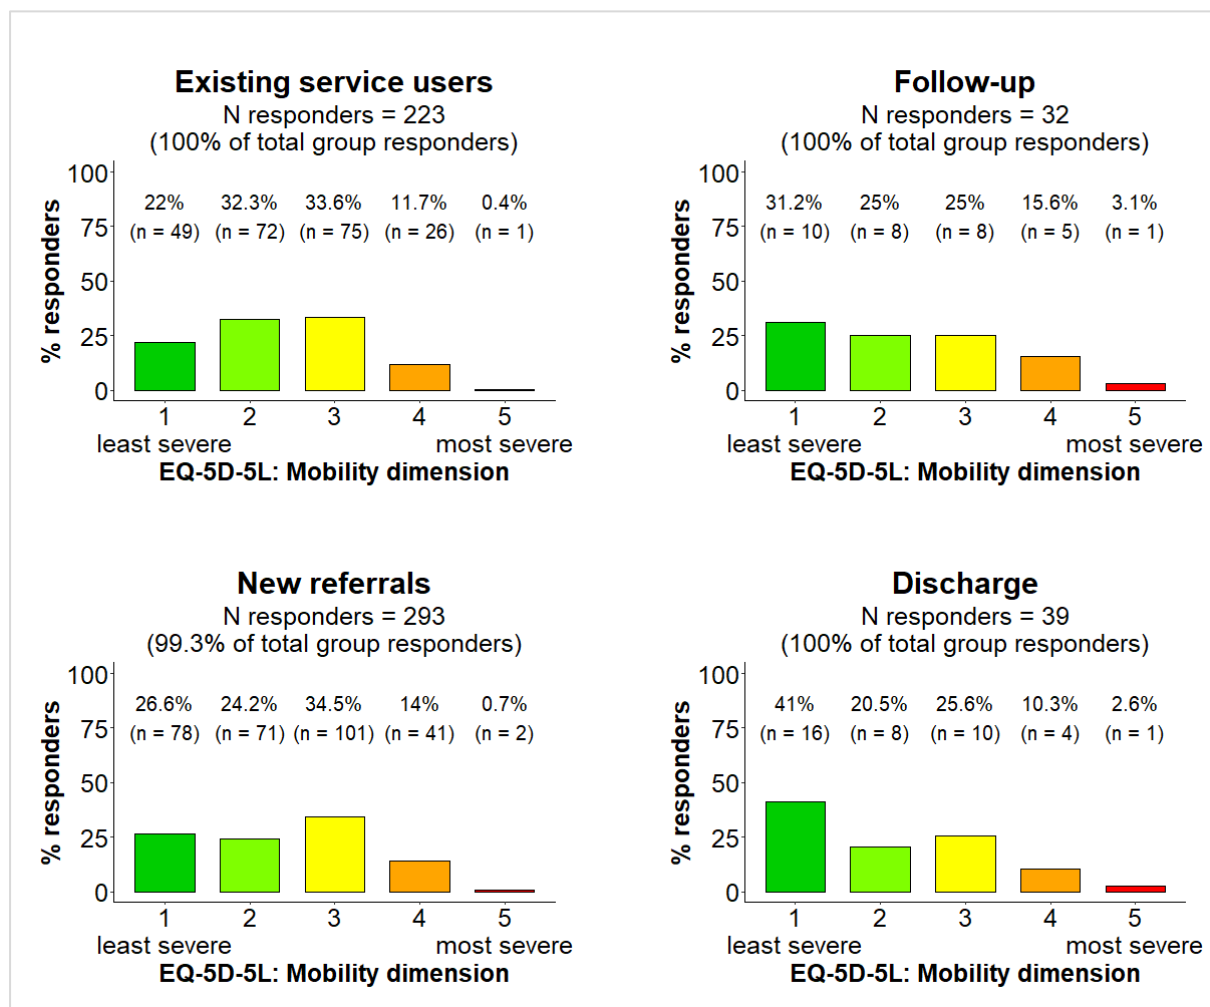 Existing service users
N responders = 223
(100% of total group responders)
100
75
50
25
0
% responders
22% 32.3% 33.6% 11.7% 0.4%
(n = 49) (n = 72) (n = 75) (n = 26) (n = 1)
1 2 3 4 5
least severe most severe
EQ-5D-5L: Mobility dimension
Follow-up
N responders = 32
(100% of total group responders)
100
75
50
25
0
% responders
31.2% 25% 25% 15.6% 3.1%
(n = 10) (n = 8) (n = 8) (n = 5) (n = 1)
1 2 3 4 5
least severe most severe
EQ-5D-5L: Mobility dimension
New referrals
N responders = 293
(99.3% of total group responders)
100
75
50
25
0
% responders
26.6% 24.2% 34.5% 14% 0.7%
(n = 78) (n = 71) (n = 101) (n = 41) (n = 2)
1 2 3 4 5
least severe most severe
EQ-5D-5L: Mobility dimension
Discharge
N responders = 39
(100% of total group responders)
100
75
50
25
0
% responders
41% 20.5% 25.6% 10.3% 2.6%
(n = 16) (n = 8) (n = 10) (n = 4) (n = 1)
1 2 3 4 5
least severe most severe
EQ-5D-5L: Mobility dimension